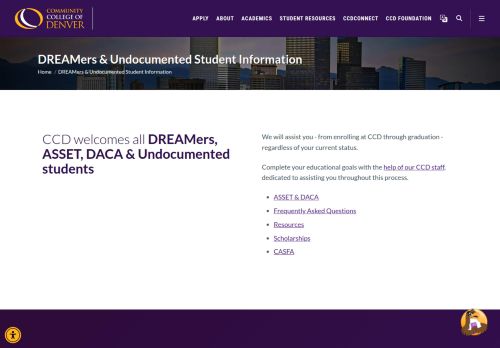 COMMUNITY
COLLEGE OF
DENVER
APPLY ABOUT ACADEMICS STUDENT RESOURCES CCDCONNECT CCD FOUNDATION
DREAMers & Undocumented Student Information
Home / DREAMers & Undocumented Student Information
CCD welcomes all DREAMers,
ASSET, DACA & Undocumented
students
We will assist you - from enrolling at CCD through graduation -
regardless of your current status.
Complete your educational goals with the help of our CCD staff,
dedicated to assisting you throughout this process.
ASSET & DACA
Frequently Asked Questions
Resources
Scholarships
CASFA